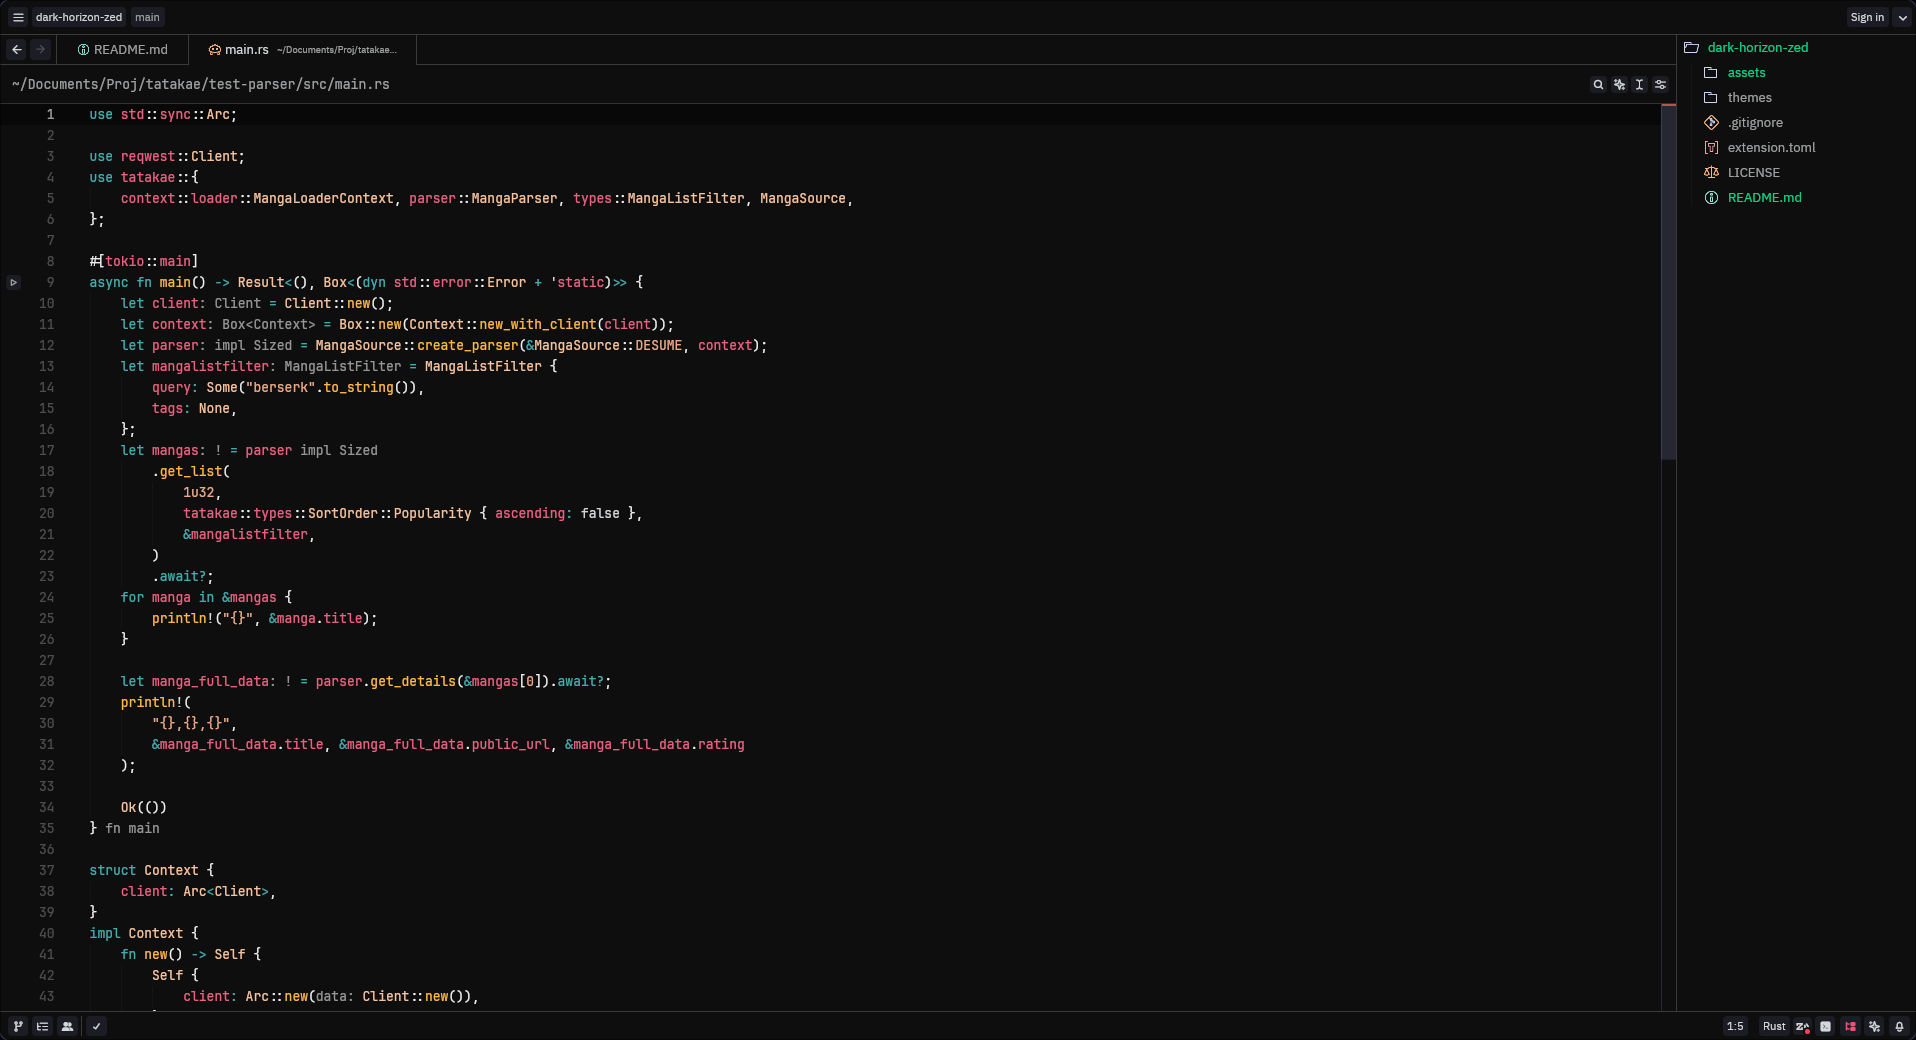 dark-horizon-zed main Sign in
README.md main.rs ~/Documents/Proj/tatakae...
~/Documents/Proj/tatakae/test-parser/src/main.rs
1 use std::sync::Arc;
2
3 use reqwest::Client;
4 use tatakae::{
5 context::loader::MangaLoaderContext, parser::MangaParser, types::MangaListFilter, MangaSource,
6 };
7
8 #[tokio::main]
9 async fn main() -> Result<(), Box<(dyn std::error::Error + 'static)>> {
10 let client: Client = Client::new();
11 let context: Box<Context> = Box::new(Context::new_with_client(client));
12 let parser: impl Sized = MangaSource::create_parser(&MangaSource::DESUME, context);
13 let mangalistfilter: MangaListFilter = MangaListFilter {
14 query: Some("berserk".to_string()),
15 tags: None,
16 };
17 let mangas: ! = parser impl Sized
18 .get_list(
19 1u32,
20 tatakae::types::SortOrder::Popularity { ascending: false },
21 &mangalistfilter,
22 )
23 .await?;
24 for manga in &mangas {
25 println!("{}", &manga.title);
26 }
27
28 let manga_full_data: ! = parser.get_details(&mangas[0]).await?;
29 println!(
30 "{},{},{}",
31 &manga_full_data.title, &manga_full_data.public_url, &manga_full_data.rating
32 );
33
34 Ok(())
35 } fn main
36
37 struct Context {
38 client: Arc<Client>,
39 }
40 impl Context {
41 fn new() -> Self {
42 Self {
43 client: Arc::new(data: Client::new()),
dark-horizon-zed
assets
themes
.gitignore
extension.toml
LICENSE
README.md
1:5 Rust